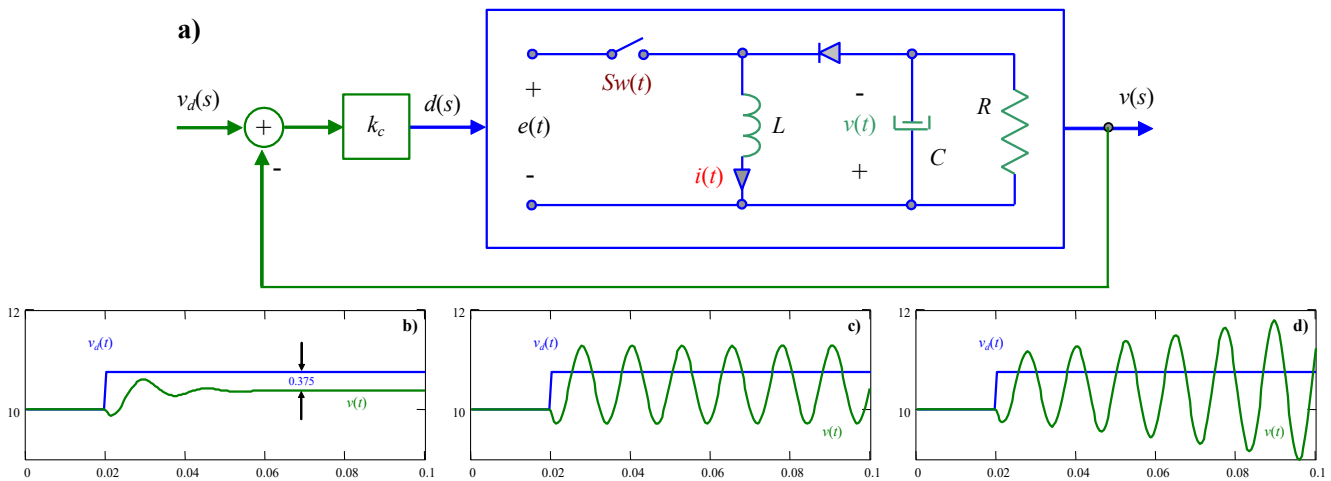 a)
v_d(s)
+
-
k_c
d(s)
+
e(t)
-
Sw(t)
L
i(t)
-
v(t)
+
C
R
v(s)
12
10
v_d(t)
0.375
v(t)
b)
0 0.02 0.04 0.06 0.08 0.1
12
10
v_d(t)
v(t)
c)
0 0.02 0.04 0.06 0.08 0.1
12
10
v_d(t)
v(t)
d)
0 0.02 0.04 0.06 0.08 0.1